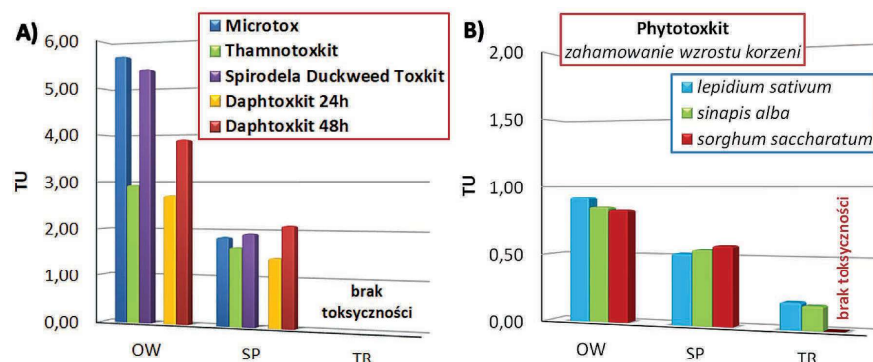 A)
6,00
5,00
4,00
3,00
2,00
1,00
0,00
TU
Microtox
Thamnotoxkit
Spirodela Duckweed Toxkit
Daphtoxkit 24h
Daphtoxkit 48h
brak
toksyczności
OW
SP
TR
B)
2,00
1,50
1,00
0,50
0,00
TU
Phytotoxkit
zahamowanie wzrostu korzeni
lepidium sativum
sinapis alba
sorghum saccharatum
brak toksyczności
OW
SP
TR